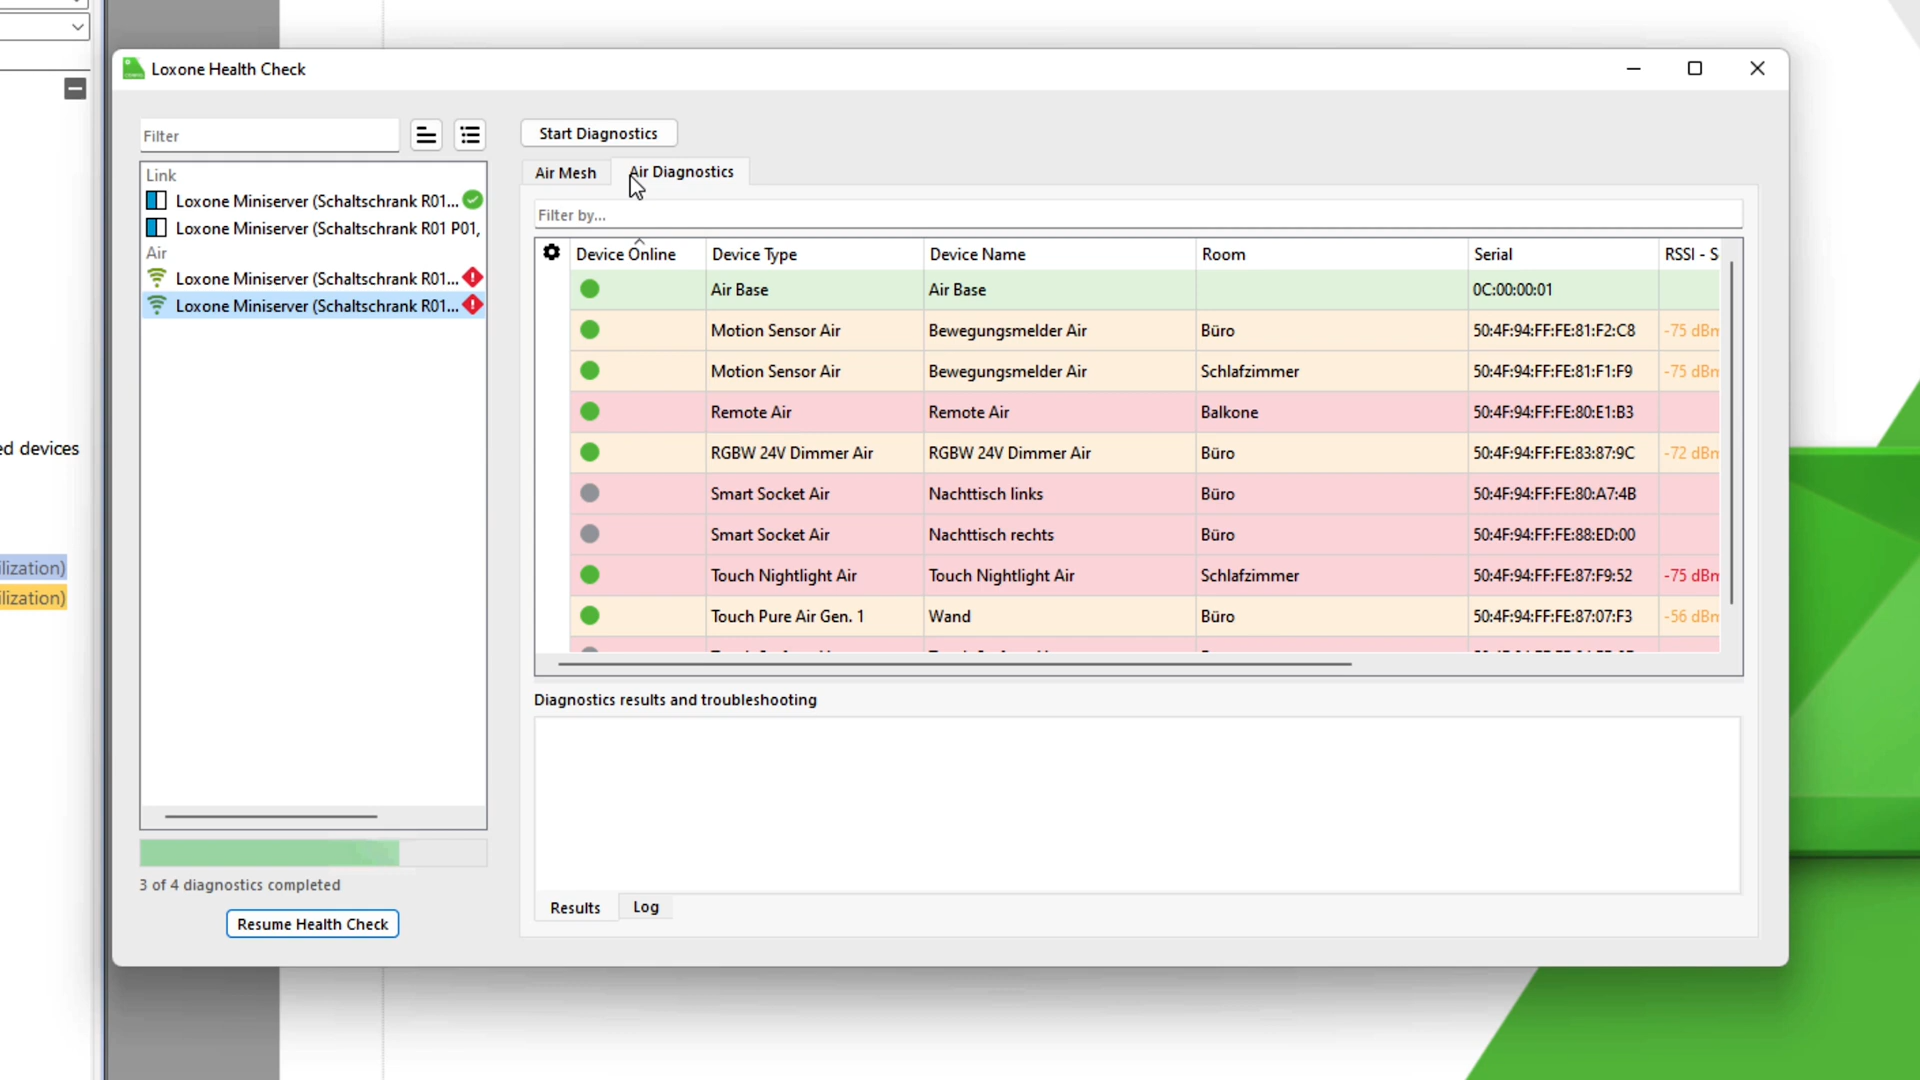 Loxone Health Check
ed devices
ilization)
ilization)
Filter
Link
Loxone Miniserver (Schaltschrank R01...
Loxone Miniserver (Schaltschrank R01 P01,
Air
Loxone Miniserver (Schaltschrank R01...
Loxone Miniserver (Schaltschrank R01...
3 of 4 diagnostics completed
Resume Health Check
Start Diagnostics
Air Mesh Air Diagnostics
Filter by...
Device Online Device Type Device Name Room Serial RSSI - S
Air Base Air Base 0C:00:00:01
Motion Sensor Air Bewegungsmelder Air Büro 50:4F:94:FF:FE:81:F2:C8 -75 dBm
Motion Sensor Air Bewegungsmelder Air Schlafzimmer 50:4F:94:FF:FE:81:F1:F9 -75 dBm
Remote Air Remote Air Balkone 50:4F:94:FF:FE:80:E1:B3
RGBW 24V Dimmer Air RGBW 24V Dimmer Air Büro 50:4F:94:FF:FE:83:87:9C -72 dBm
Smart Socket Air Nachttisch links Büro 50:4F:94:FF:FE:80:A7:4B
Smart Socket Air Nachttisch rechts Büro 50:4F:94:FF:FE:88:ED:00
Touch Nightlight Air Touch Nightlight Air Schlafzimmer 50:4F:94:FF:FE:87:F9:52 -75 dBm
Touch Pure Air Gen. 1 Wand Büro 50:4F:94:FF:FE:87:07:F3 -56 dBm
Diagnostics results and troubleshooting
Results Log